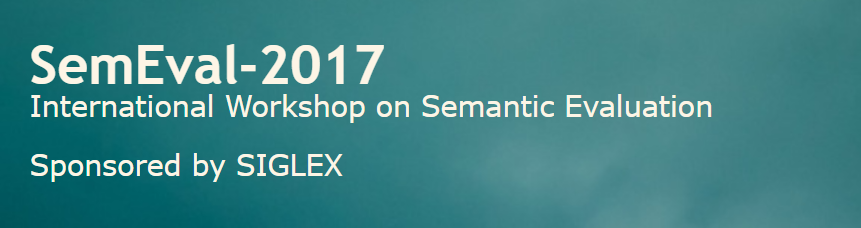 SemEval-2017
International Workshop on Semantic Evaluation
Sponsored by SIGLEX